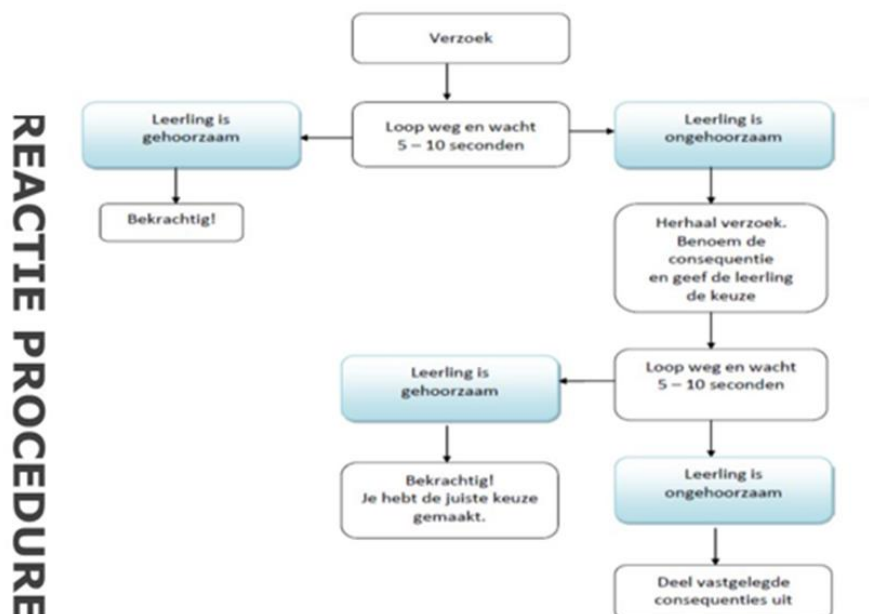 REACTIE PROCEDURE
Verzoek
Loop weg en wacht
5 – 10 seconden
Leerling is
gehoorzaam
Bekrachtig!
Leerling is
ongehoorzaam
Herhaal verzoek.
Benoem de
consequentie
en geef de leerling
de keuze
Loop weg en wacht
5 – 10 seconden
Leerling is
gehoorzaam
Bekrachtig!
Je hebt de juiste keuze
gemaakt.
Leerling is
ongehoorzaam
Deel vastgelegde
consequenties uit